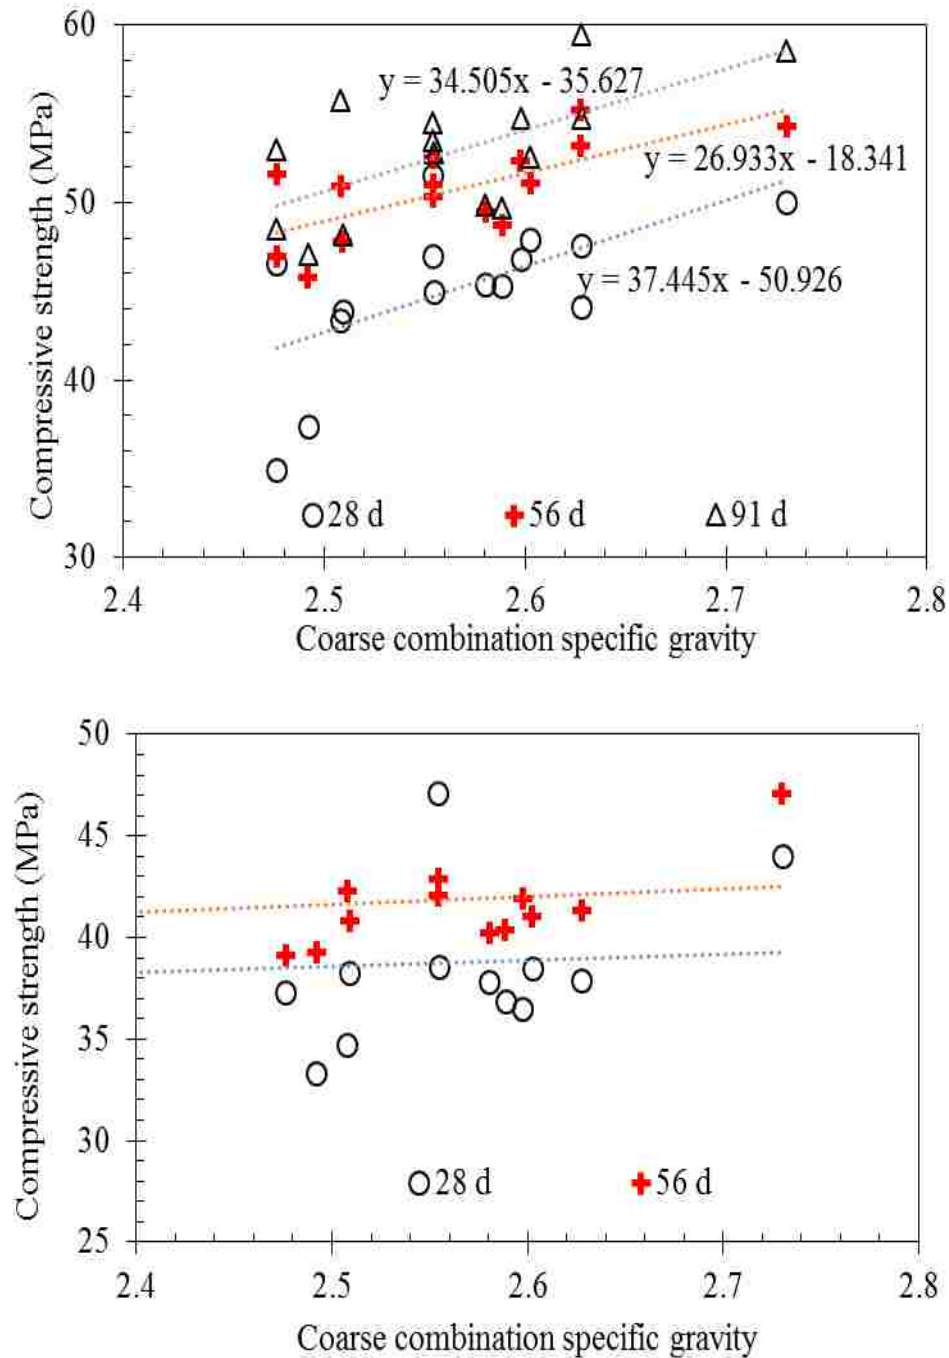 60
y = 34.505x - 35.627
y = 26.933x - 18.341
50
y = 37.445x - 50.926
40
28 d 56 d 91 d
30
2.4 2.5 2.6 2.7 2.8
Compressive strength (MPa)
Coarse combination specific gravity
50
45
40
35
30
28 d 56 d
25
2.4 2.5 2.6 2.7 2.8
Compressive strength (MPa)
Coarse combination specific gravity